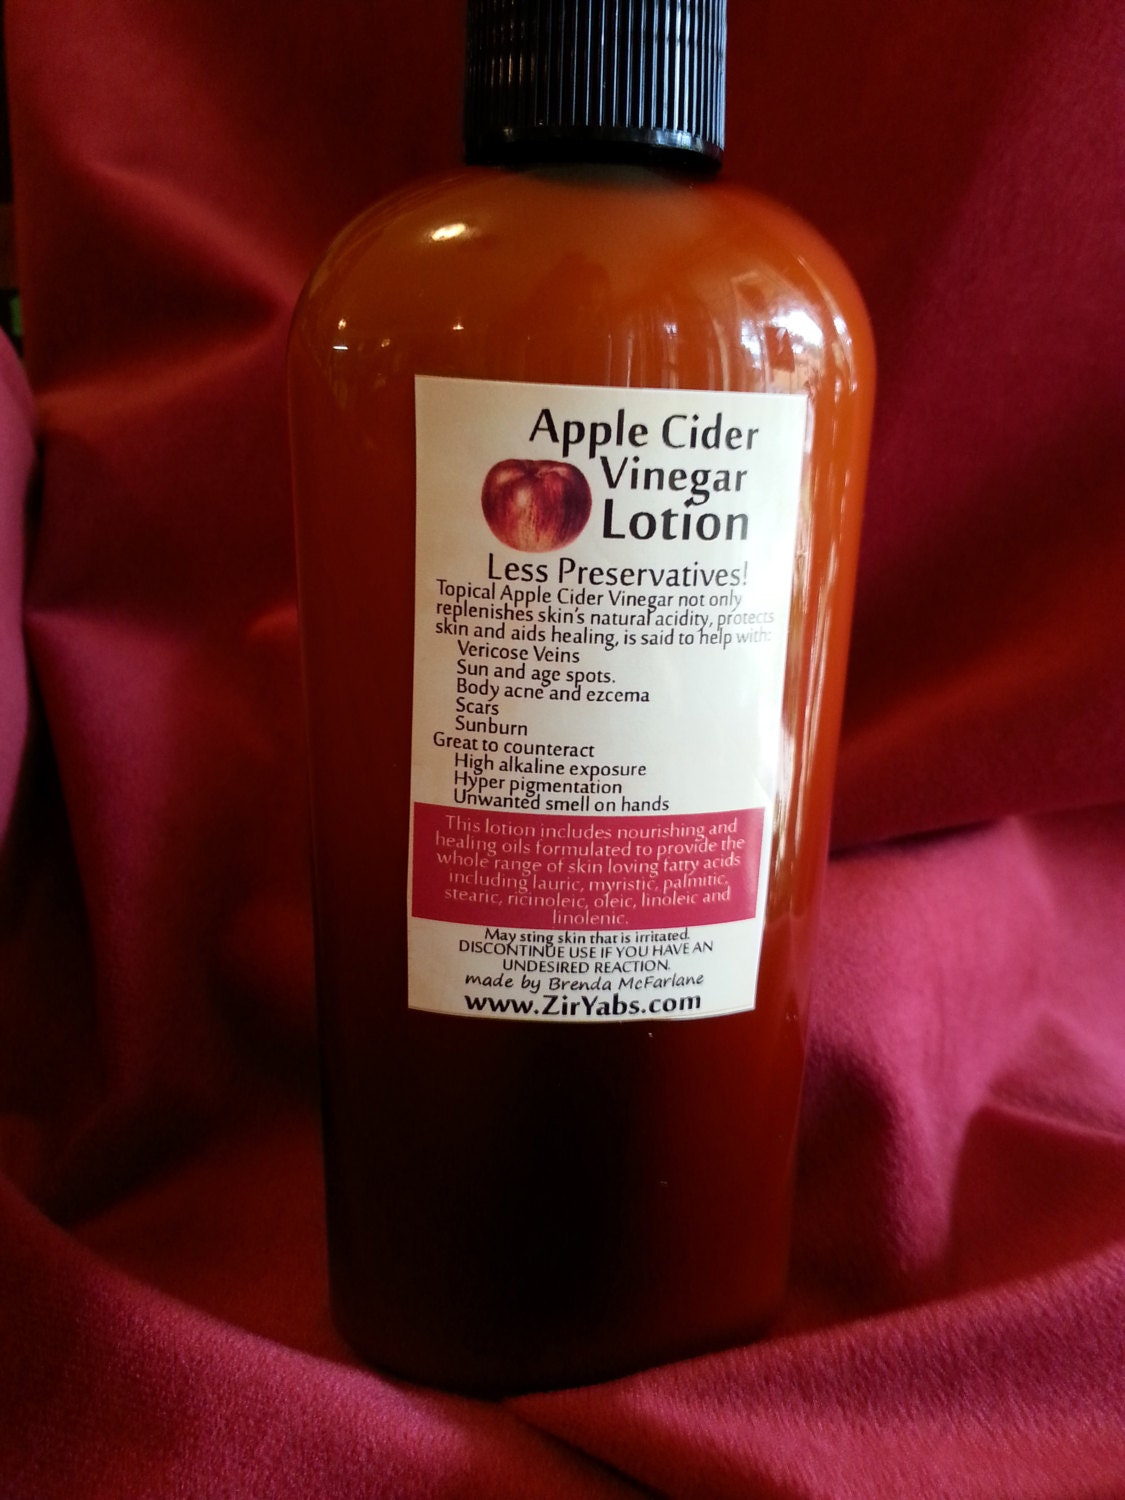 Apple Cider
Vinegar
Lotion
Less Preservatives!
Topical Apple Cider Vinegar not only
replenishes skin's natural acidity, protects
skin and aids healing, is said to help with:
Vericose Veins
Sun and age spots.
Body acne and ezcema
Scars
Sunburn
Great to counteract
High alkaline exposure
Hyper pigmentation
Unwanted smell on hands
This lotion includes nourishing and
healing oils formulated to provide the
whole range of skin loving fatty acids
including lauric, myristic, palmitic,
stearic, ricinoleic, oleic, linoleic and
linolenic.
May sting skin that is irritated.
DISCONTINUE USE IF YOU HAVE AN
UNDESIRED REACTION.
made by Brenda McFarlane
www.ZirYabs.com